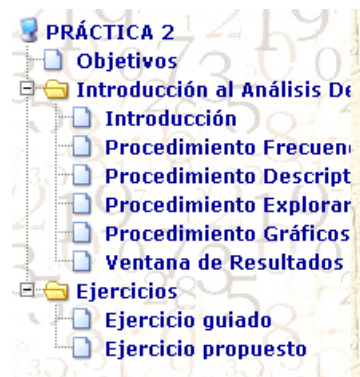 PRÁCTICA 2
Objetivos
Introducción al Análisis De
Introducción
Procedimiento Frecuen
Procedimiento Descript
Procedimiento Explorar
Procedimiento Gráficos
Ventana de Resultados
Ejercicios
Ejercicio guiado
Ejercicio propuesto